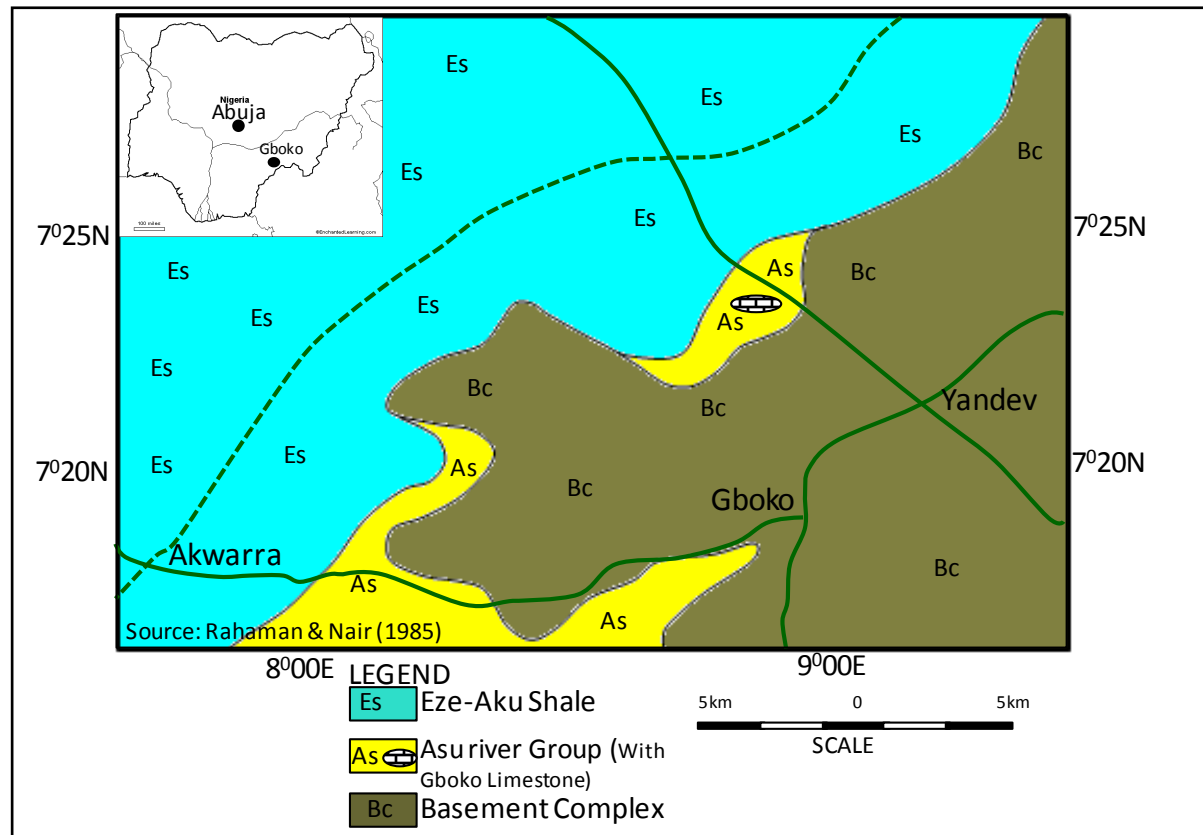 Nigeria
Abuja
Gboko
100 miles
©EnchantedLearning.com
Es
Es
Es
Es
Bc
Es
7⁰25N
7⁰25N
As
Bc
Es
Es
Es
As
Es
Bc
Bc
Yandev
Es
Es
As
7⁰20N
7⁰20N
Bc
Gboko
Akwarra
As
Bc
As
Source: Rahaman & Nair (1985)
8⁰00E
9⁰00E
LEGEND
Es Eze-Aku Shale
As Asu river Group (With
Gboko Limestone)
Bc Basement Complex
5km 0 5km
SCALE